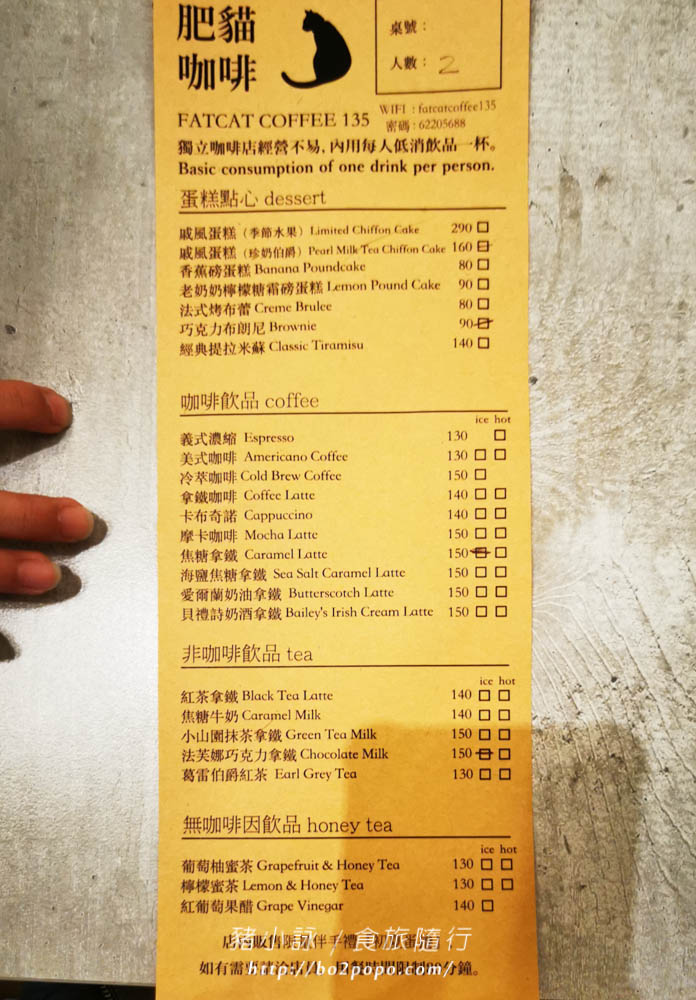 肥貓
咖啡
桌號：
人數：2
FATCAT COFFEE 135
WIFI：fatcatcoffee135
密碼：62205688
獨立咖啡店經營不易，內用每人低消飲品一杯。
Basic consumption of one drink per person.
蛋糕點心 dessert
戚風蛋糕（季節水果）Limited Chiffon Cake 290
戚風蛋糕（珍奶伯爵）Pearl Milk Tea Chiffon Cake 160
香蕉磅蛋糕 Banana Poundcake 80
老奶奶檸檬糖霜磅蛋糕 Lemon Pound Cake 90
法式烤布蕾 Creme Brulee 80
巧克力布朗尼 Brownie 90
經典提拉米蘇 Classic Tiramisu 140
咖啡飲品 coffee
ice hot
義式濃縮 Espresso 130
美式咖啡 Americano Coffee 130
冷萃咖啡 Cold Brew Coffee 150
拿鐵咖啡 Coffee Latte 140
卡布奇諾 Cappuccino 140
摩卡咖啡 Mocha Latte 150
焦糖拿鐵 Caramel Latte 150
海鹽焦糖拿鐵 Sea Salt Caramel Latte 150
愛爾蘭奶油拿鐵 Butterscotch Latte 150
貝禮詩奶酒拿鐵 Bailey's Irish Cream Latte 150
非咖啡飲品 tea
ice hot
紅茶拿鐵 Black Tea Latte 140
焦糖牛奶 Caramel Milk 140
小山園抹茶拿鐵 Green Tea Milk 150
法芙娜巧克力拿鐵 Chocolate Milk 150
葛雷伯爵紅茶 Earl Grey Tea 130
無咖啡因飲品 honey tea
ice hot
葡萄柚蜜茶 Grapefruit & Honey Tea 130
檸檬蜜茶 Lemon & Honey Tea 130
紅葡萄果醋 Grape Vinegar 140
豬小詠 / 食旅隨行
http://bo2popo.com/
如有需要請洽店員
分鐘。